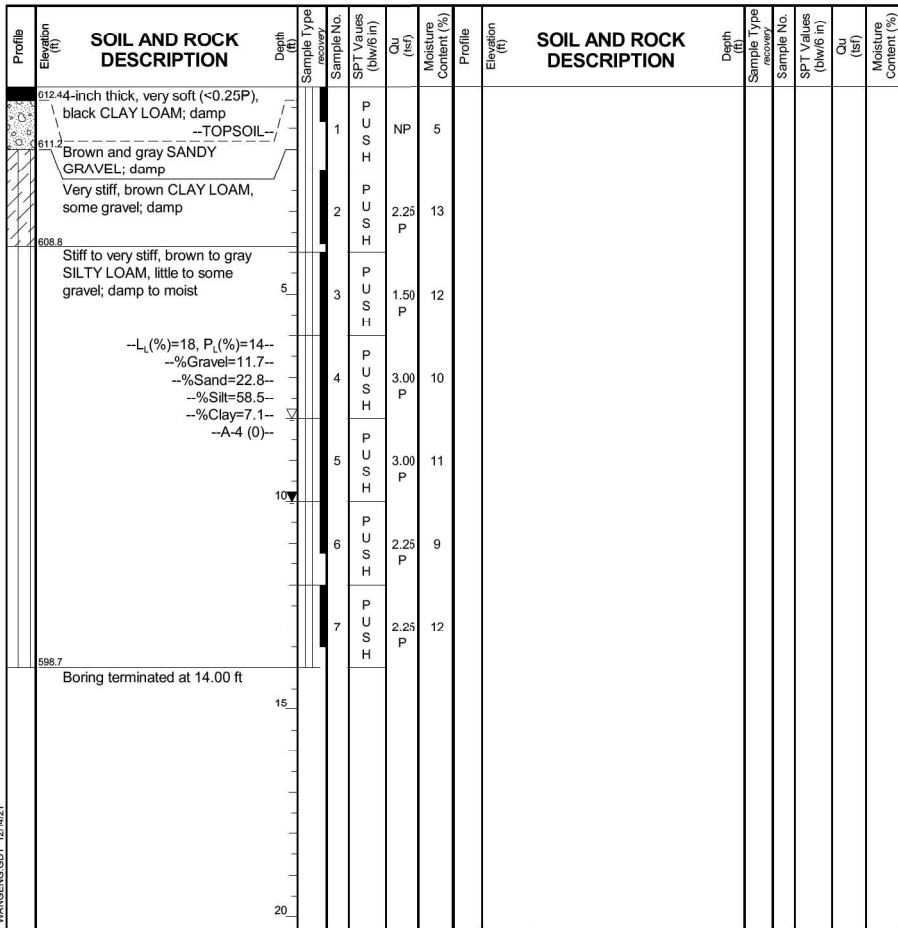 Profile
Elevation (ft)
SOIL AND ROCK DESCRIPTION
Depth (ft)
Sample Type recovery
Sample No.
SPT Values (blw/6 in)
Qu (tsf)
Moisture Content (%)
Profile
Elevation (ft)
SOIL AND ROCK DESCRIPTION
Depth (ft)
Sample Type recovery
Sample No.
SPT Values (blw/6 in)
Qu (tsf)
Moisture Content (%)
612.4 4-inch thick, very soft (<0.25P),
black CLAY LOAM; damp
--TOPSOIL--
1 PUSH NP 5
611.2
Brown and gray SANDY
GRAVEL; damp
Very stiff, brown CLAY LOAM,
some gravel; damp
2 PUSH 2.25 P 13
608.8
Stiff to very stiff, brown to gray
SILTY LOAM, little to some
gravel; damp to moist
5
3 PUSH 1.50 P 12
--LL(%)=18, PL(%)=14--
--%Gravel=11.7--
--%Sand=22.8--
--%Silt=58.5--
--%Clay=7.1--
--A-4 (0)--
4 PUSH 3.00 P 10
5 PUSH 3.00 P 11
10
6 PUSH 2.25 P 9
7 PUSH 2.25 P 12
598.7
Boring terminated at 14.00 ft
15
20